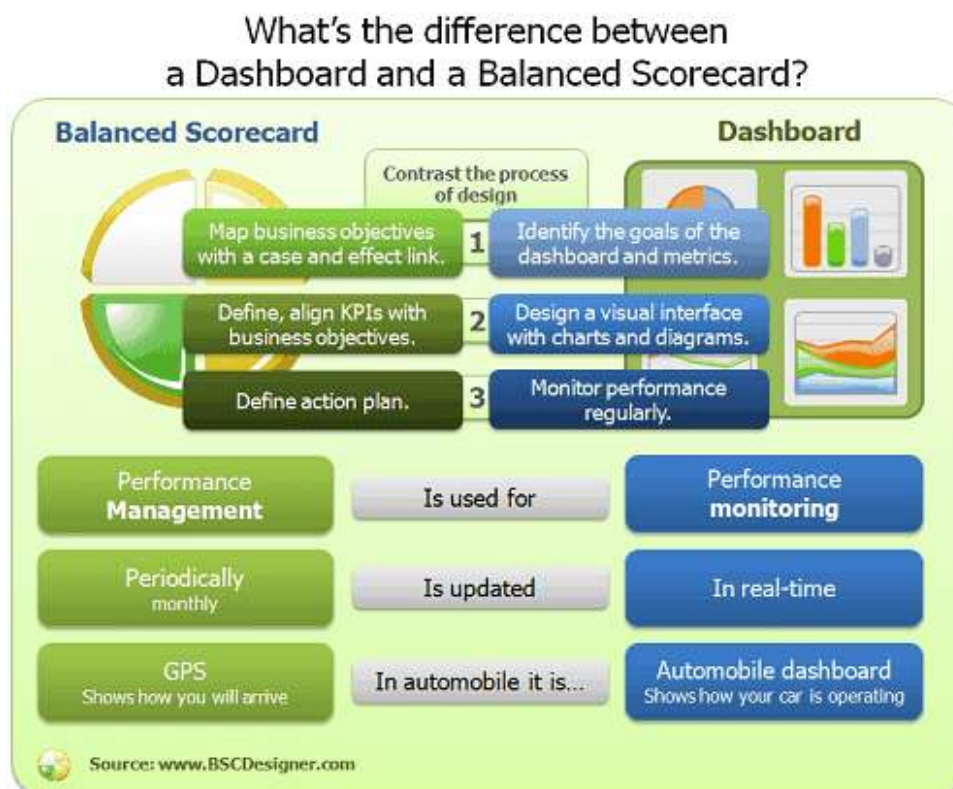 What's the difference between
a Dashboard and a Balanced Scorecard?
Balanced Scorecard
Dashboard
Contrast the process
of design
Map business objectives
with a case and effect link.
1
Identify the goals of the
dashboard and metrics.
Define, align KPIs with
business objectives.
2
Design a visual interface
with charts and diagrams.
Define action plan.
3
Monitor performance
regularly.
Performance
Management
Is used for
Performance
monitoring
Periodically
monthly
Is updated
In real-time
GPS
Shows how you will arrive
In automobile it is...
Automobile dashboard
Shows how your car is operating
Source: www.BSCDesigner.com